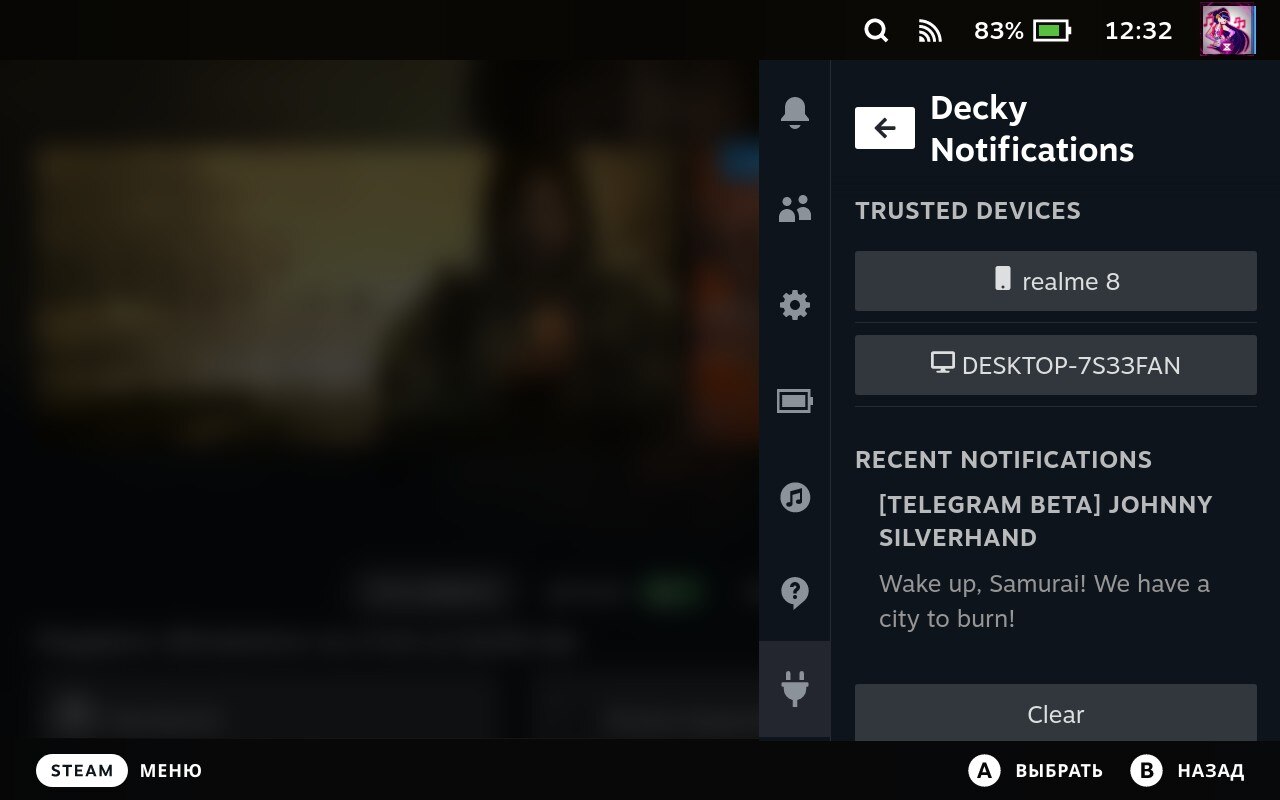 83% 12:32
Decky
Notifications
TRUSTED DEVICES
realme 8
DESKTOP-7S33FAN
RECENT NOTIFICATIONS
[TELEGRAM BETA] JOHNNY
SILVERHAND
Wake up, Samurai! We have a
city to burn!
Clear
STEAM МЕНЮ
A ВЫБРАТЬ B НАЗАД